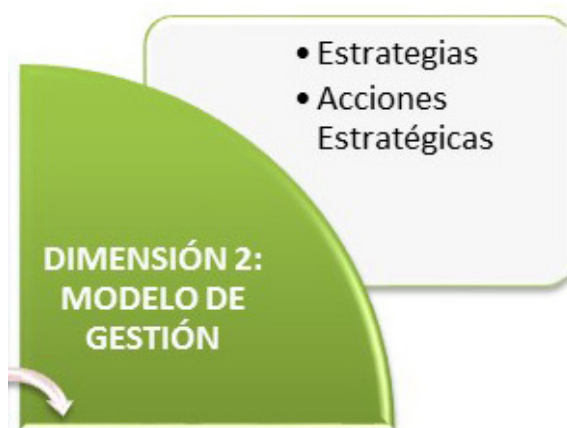 • Estrategias
• Acciones
Estratégicas
DIMENSIÓN 2:
MODELO DE
GESTIÓN